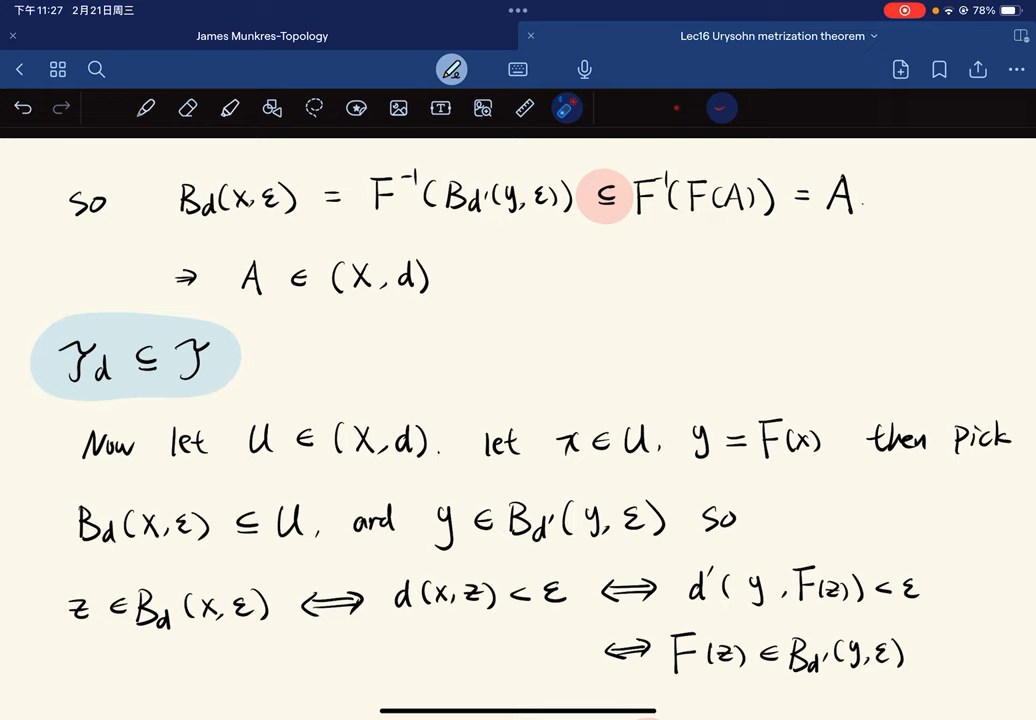 下午11:27 2月21日周三
78%
James Munkres-Topology
Lec16 Urysohn metrization theorem
so Bd(x,ε) = F⁻¹(Bd'(y,ε)) ⊆ F⁻¹(F(A)) = A.
⇒ A ∈ (X,d)
𝒯d ⊆ 𝒯
Now let U ∈ (X,d). let x ∈ U, y = F(x) then pick
Bd(x,ε) ⊆ U, and y ∈ Bd'(y,ε) so
z ∈ Bd(x,ε) ⟺ d(x,z) < ε ⟺ d'(y,F(z)) < ε
⟺ F(z) ∈ Bd'(y,ε)